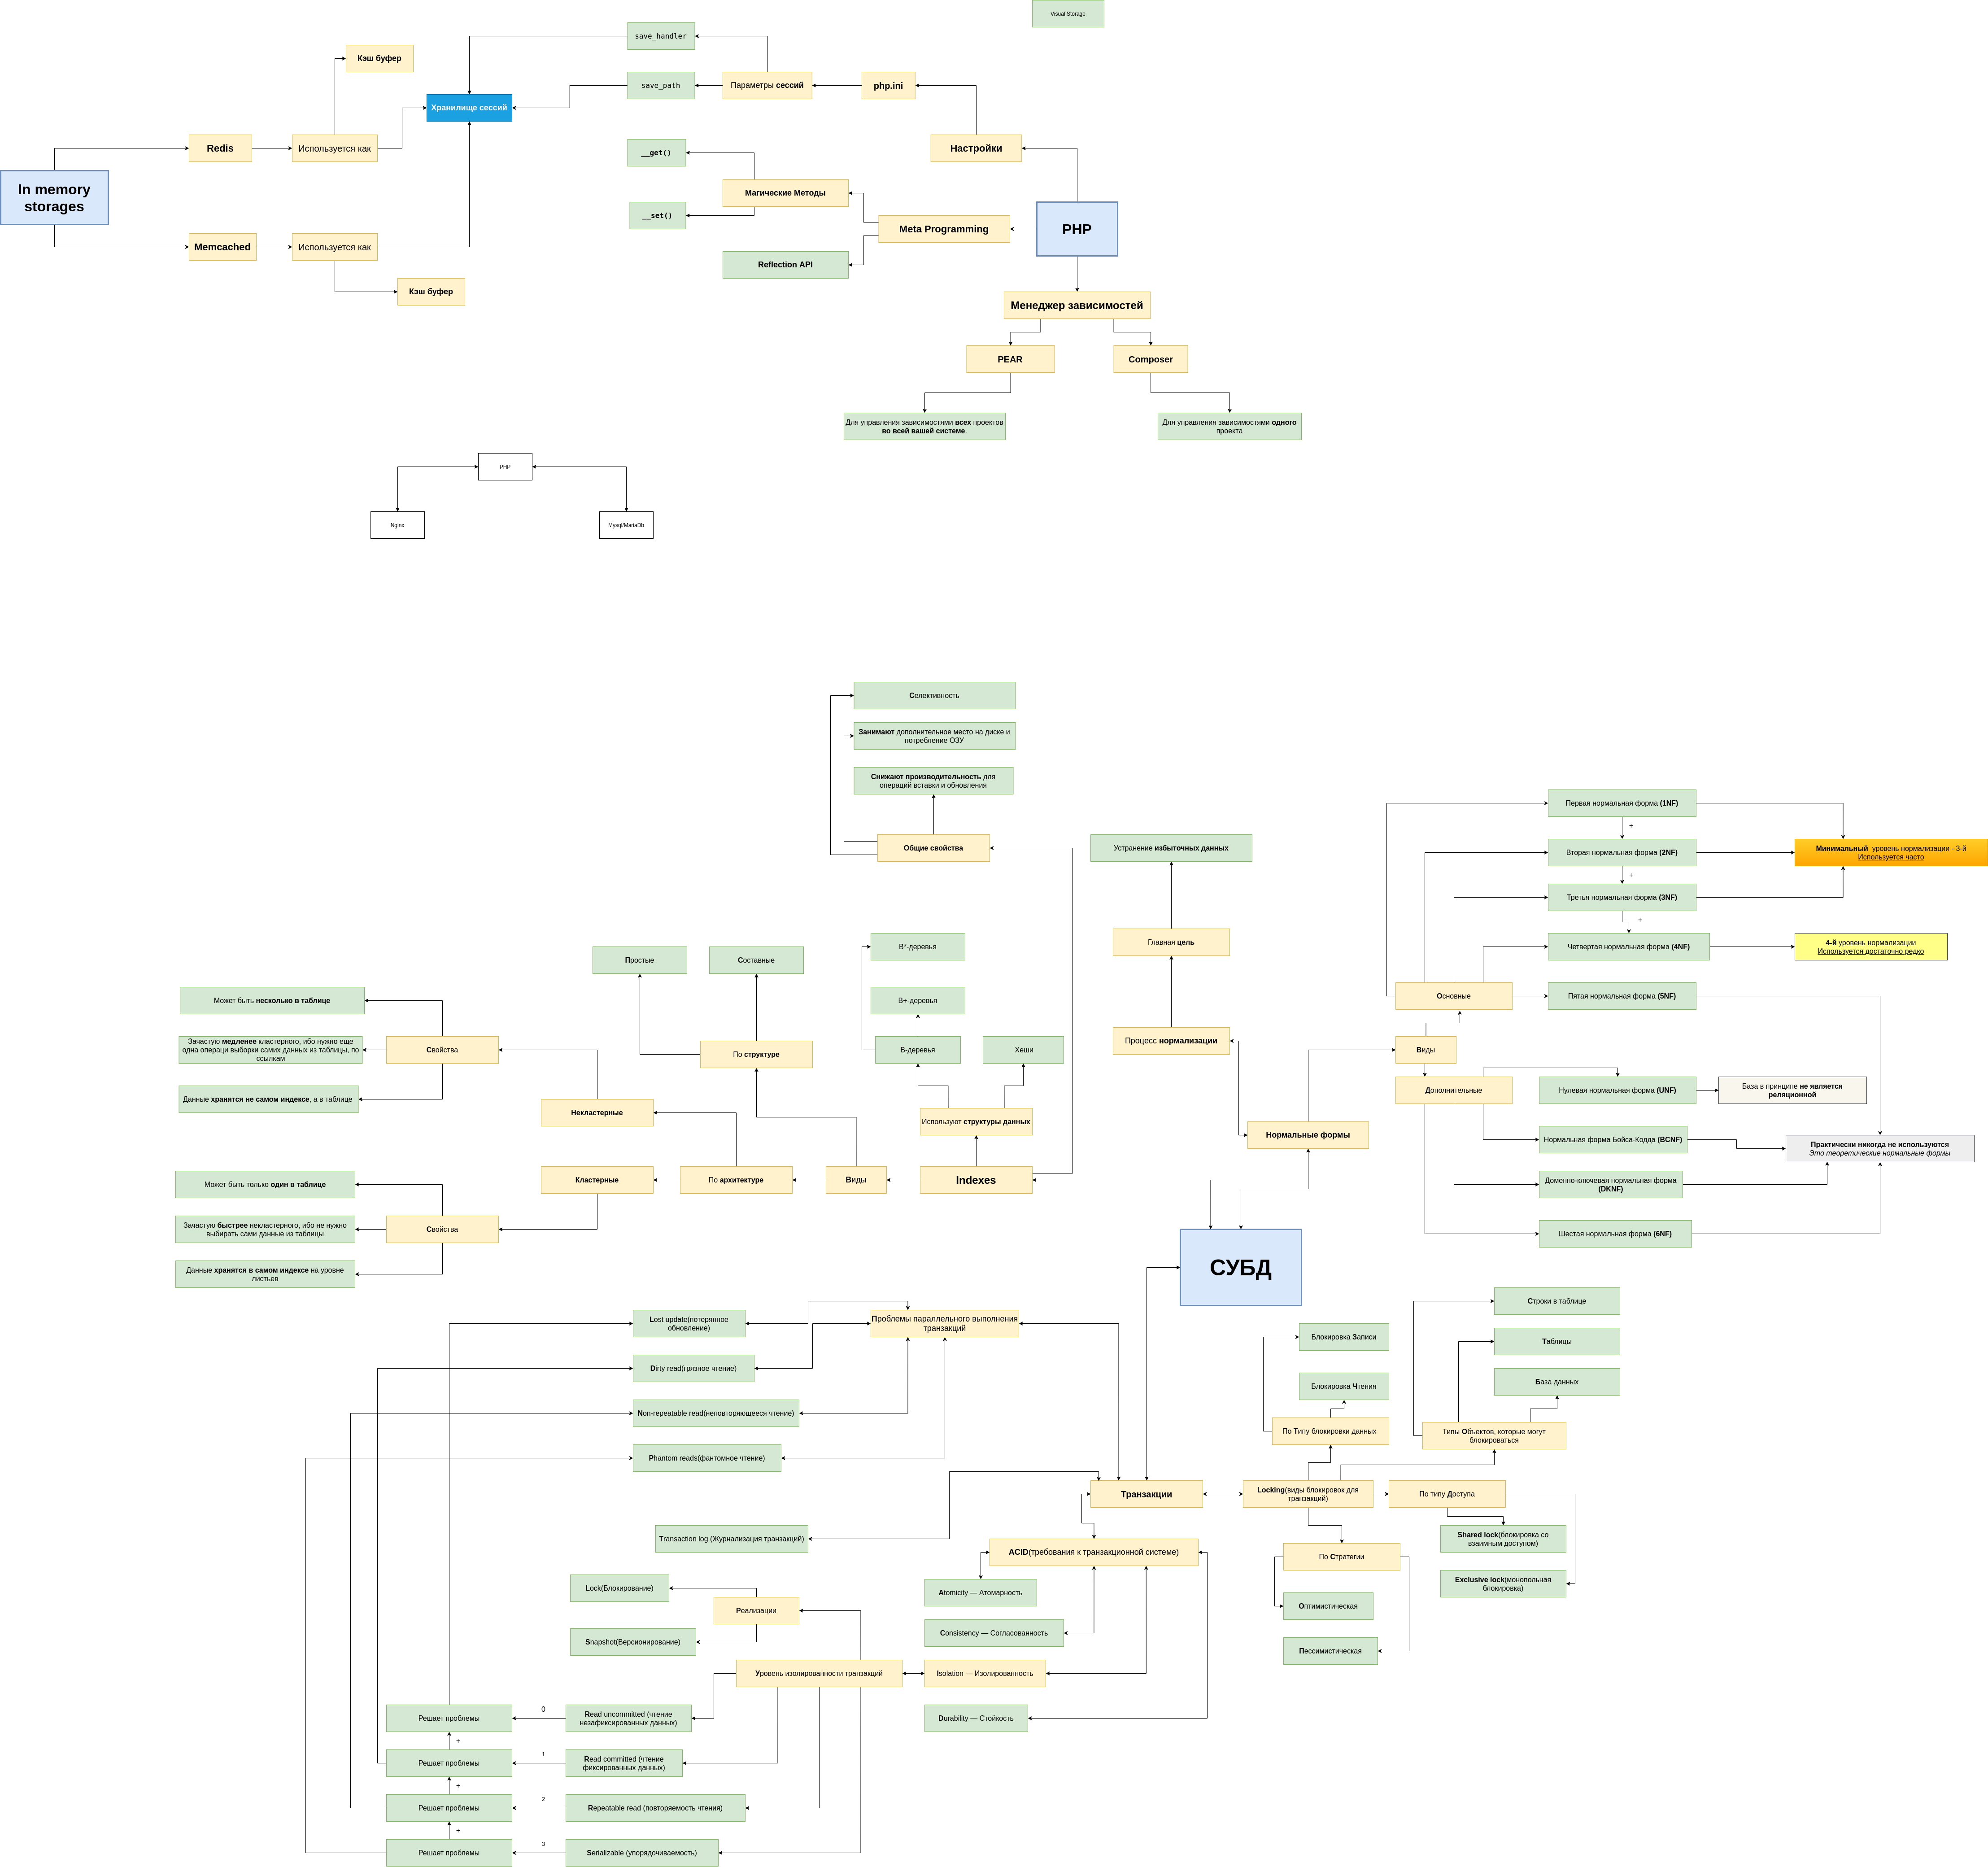 Visual Storage
save_handler
Кэш буфер
save_path
Параметры сессий
php.ini
Хранилище сессий
Redis
Используется как
__get()
Настройки
In memory
storages
Магические Методы
__set()
Meta Programming
PHP
Memcached
Используется как
Reflection API
Кэш буфер
Менеджер зависимостей
PEAR
Composer
Для управления зависимостями всех проектов
во всей вашей системе.
Для управления зависимостями одного
проекта
PHP
Nginx
Mysql/MariaDb
Селективность
Занимают дополнительное место на диске и
потребление ОЗУ
Снижают производительность для
операций вставки и обновления
Общие свойства
Устранение избыточных данных
Первая нормальная форма (1NF)
+
Вторая нормальная форма (2NF)
Минимальный уровень нормализации - 3-й
Используется часто
+
Третья нормальная форма (3NF)
+
Главная цель
B*-деревья
Четвертая нормальная форма (4NF)
4-й уровень нормализации
Используется достаточно редко
Простые
Составные
Может быть несколько в таблице
B+-деревья
Основные
Пятая нормальная форма (5NF)
Зачастую медленее кластерного, ибо нужно еще
одна операци выборки самих данных из таблицы, по
ссылкам
Свойства
По структуре
B-деревья
Хеши
Процесс нормализации
Виды
Данные хранятся не самом индексе, а в таблице
Некластерные
Используют структуры данных
Дополнительные
Нулевая нормальная форма (UNF)
База в принципе не является
реляционной
Нормальные формы
Нормальная форма Бойса-Кодда (BCNF)
Практически никогда не используются
Это теоретические нормальные формы
Может быть только один в таблице
Кластерные
По архитектуре
Виды
Indexes
Доменно-ключевая нормальная форма
(DKNF)
Зачастую быстрее некластерного, ибо не нужно
выбирать сами данные из таблицы
Свойства
Шестая нормальная форма (6NF)
Данные хранятся в самом индексе на уровне
листьев
СУБД
Lost update(потерянное
обновление)
Проблемы параллельного выполнения
транзакций
Строки в таблице
Блокировка Записи
Таблицы
Dirty read(грязное чтение)
Блокировка Чтения
База данных
Non-repeatable read(неповторяющееся чтение)
По Типу блокировки данных
Типы Объектов, которые могут
блокироваться
Phantom reads(фантомное чтение)
Транзакции
Locking(виды блокировок для
транзакций)
По типу Доступа
Transaction log (Журнализация транзакций)
Shared lock(блокировка со
взаимным доступом)
ACID(требования к транзакционной системе)
По Стратегии
Exclusive lock(монопольная
блокировка)
Lock(Блокирование)
Atomicity — Атомарность
Реализации
Оптимистическая
Snapshot(Версионирование)
Consistency — Согласованность
Пессимистическая
Уровень изолированности транзакций
Isolation — Изолированность
Решает проблемы
0
Read uncommitted (чтение
незафиксированных данных)
Durability — Стойкость
+
Решает проблемы
1
Read committed (чтение
фиксированных данных)
+
Решает проблемы
2
Repeatable read (повторяемость чтения)
+
Решает проблемы
3
Serializable (упорядочиваемость)